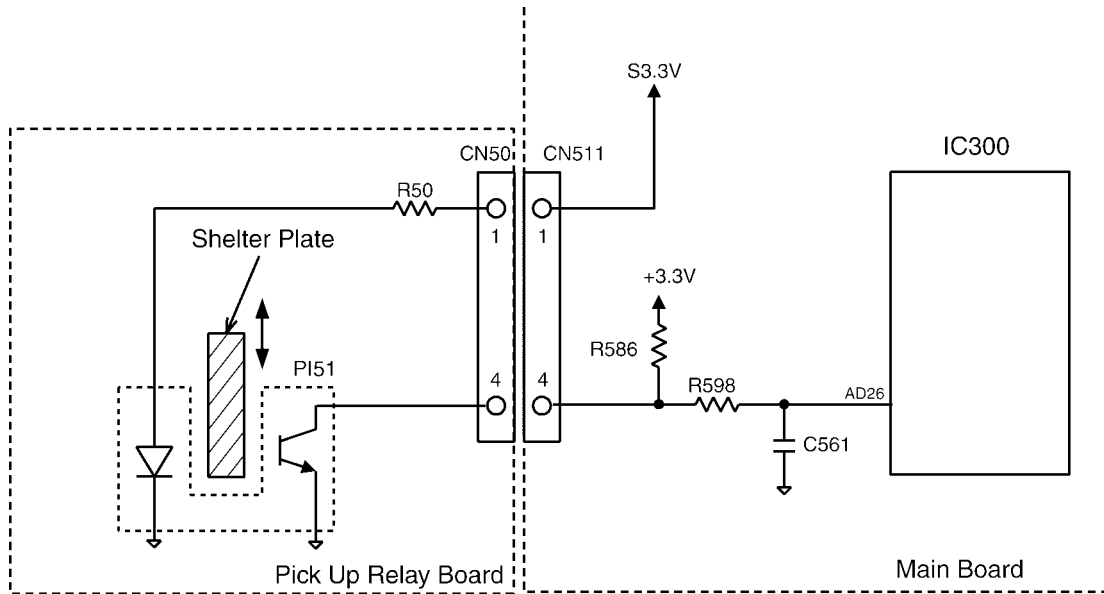 S3.3V
IC300
CN50
CN511
R50
1
1
Shelter Plate
+3.3V
R586
PI51
4
4
R598
AD26
C561
Pick Up Relay Board
Main Board